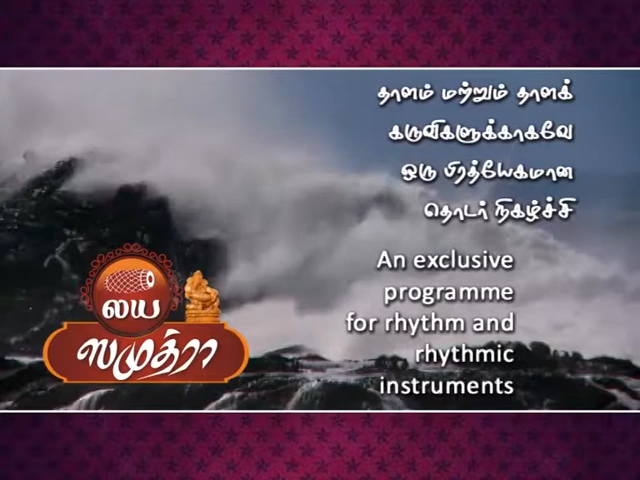 தாளம் மற்றும் தாளக்
கருவிகளுக்காகவே
ஒரு பிரத்யேகமான
தொடர் நிகழ்ச்சி
An exclusive
programme
for rhythm and
rhythmic
instruments
லய
ஸமுத்ரா